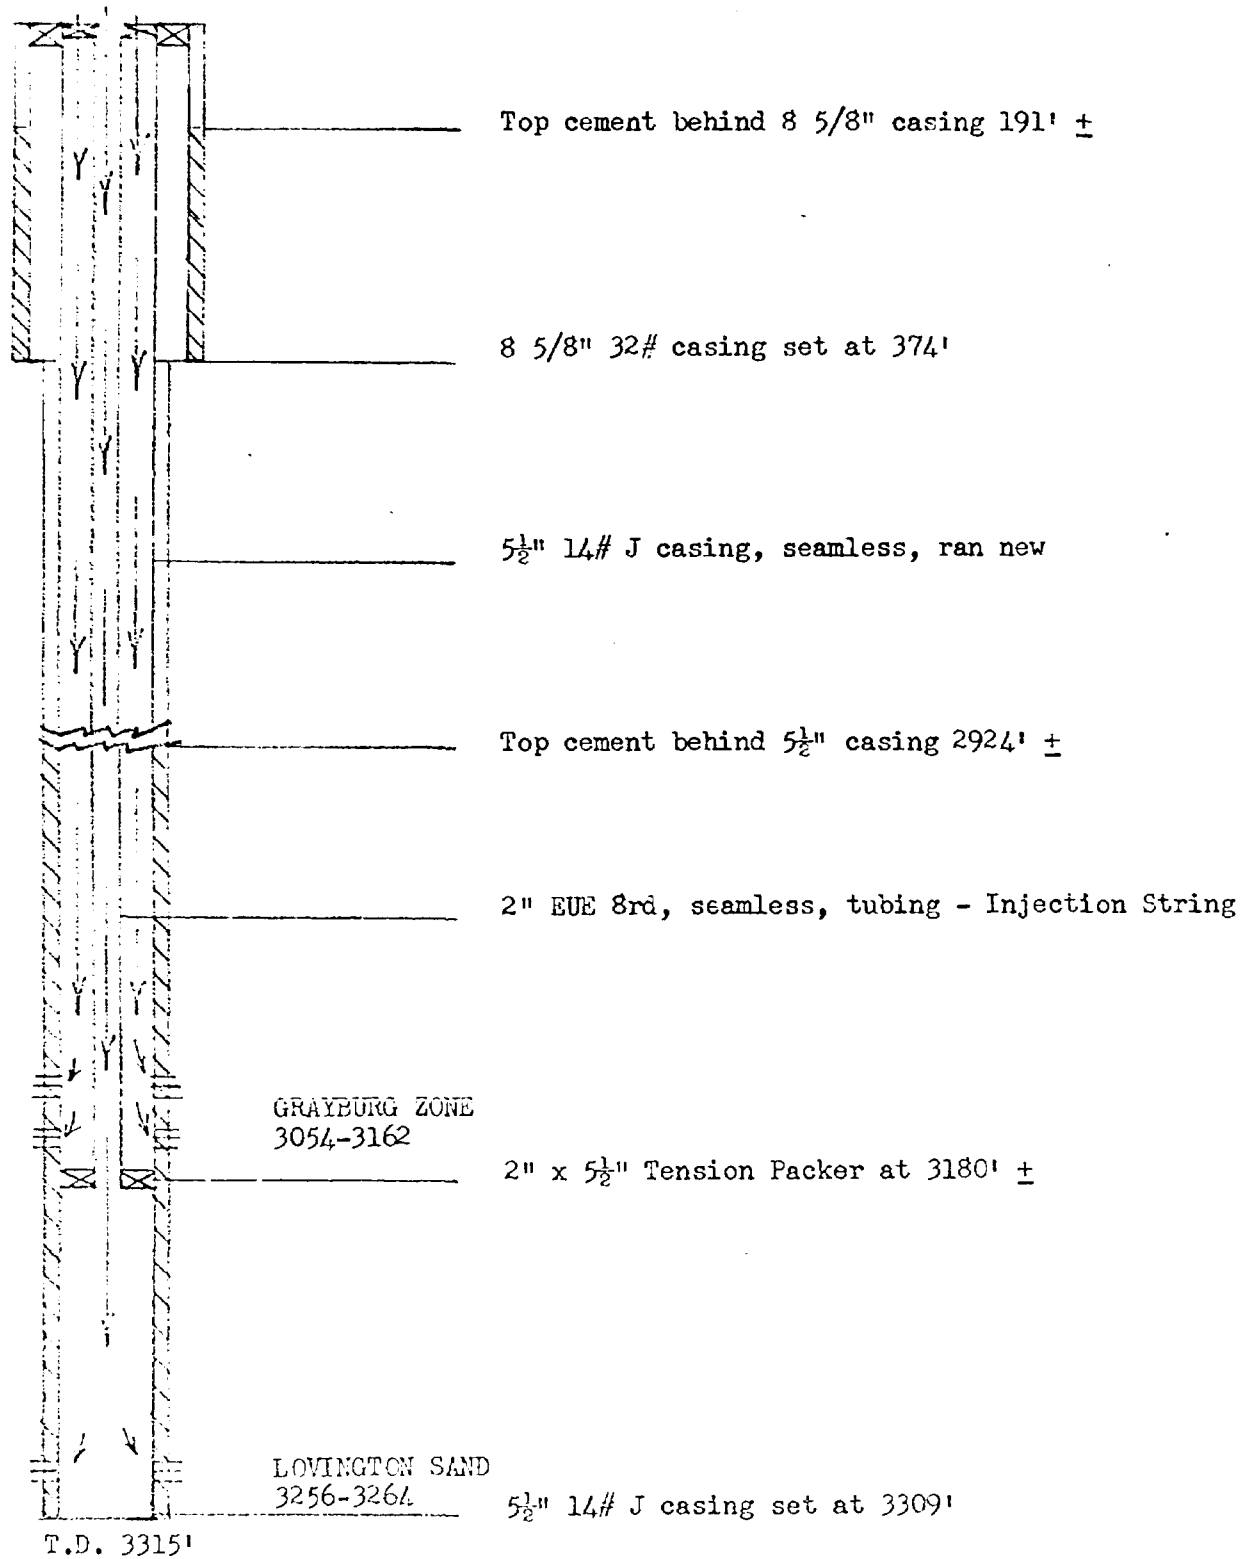 Top cement behind 8 5/8" casing 191' ±
8 5/8" 32# casing set at 374'
5½" 14# J casing, seamless, ran new
Top cement behind 5½" casing 2924' ±
2" EUE 8rd, seamless, tubing - Injection String
GRAYBURG ZONE
3054-3162
2" x 5½" Tension Packer at 3180' ±
LOVINGTON SAND
3256-3264
5½" 14# J casing set at 3309'
T.D. 3315'